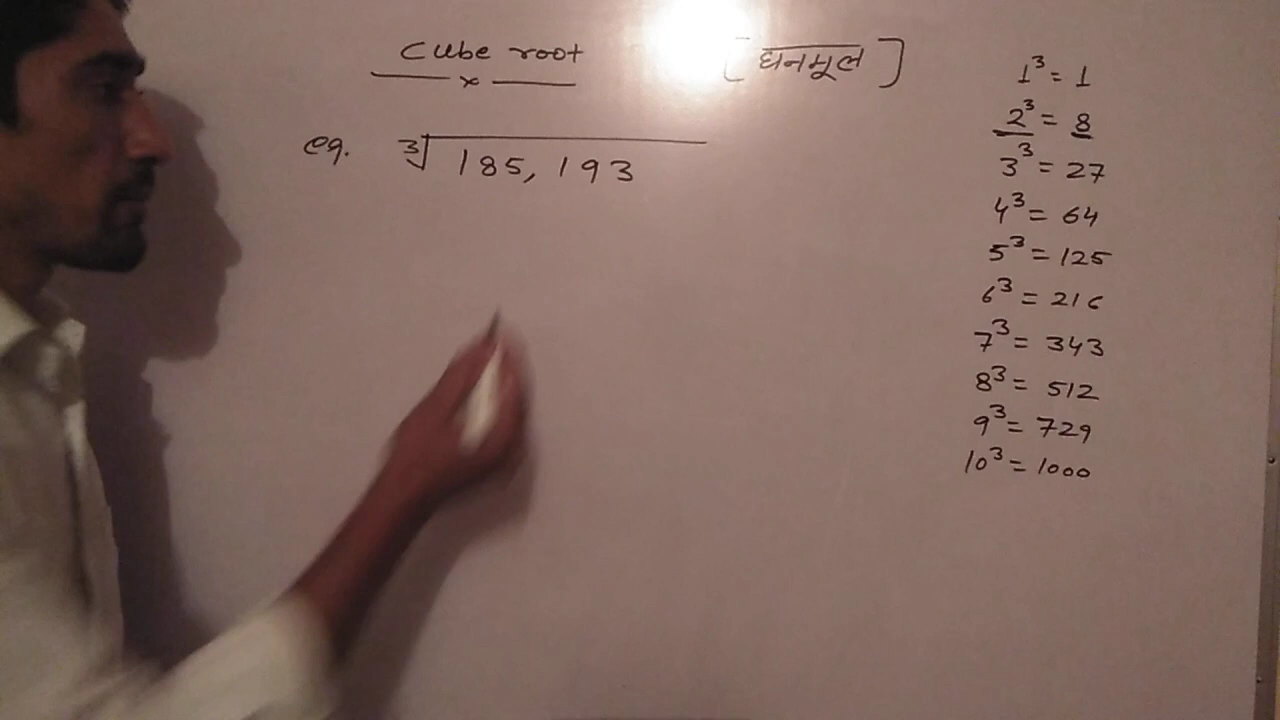 Cube root [घनमूल]
eg. ∛185,193
1³ = 1
2³ = 8
3³ = 27
4³ = 64
5³ = 125
6³ = 216
7³ = 343
8³ = 512
9³ = 729
10³ = 1000